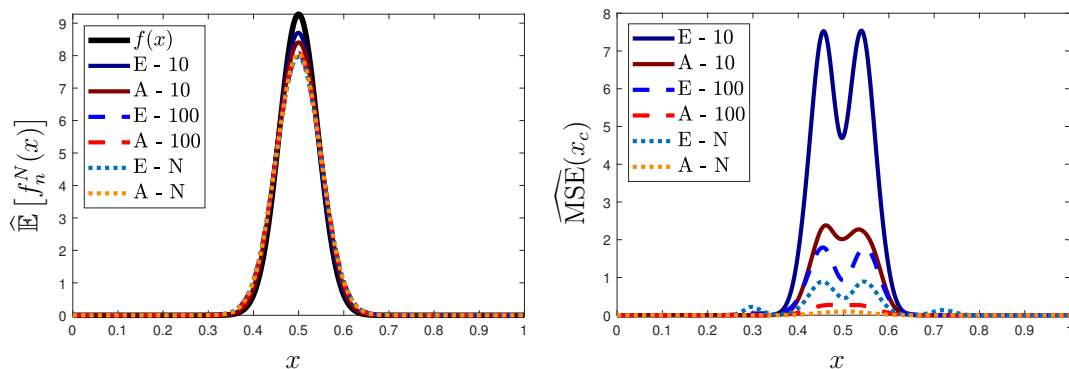 f(x)
E - 10
A - 10
E - 100
A - 100
E - N
A - N
9
8
7
6
5
4
3
2
1
0
0 0.1 0.2 0.3 0.4 0.5 0.6 0.7 0.8 0.9 1
x
Ê [f_n^N(x)]
E - 10
A - 10
E - 100
A - 100
E - N
A - N
8
7
6
5
4
3
2
1
0
0 0.1 0.2 0.3 0.4 0.5 0.6 0.7 0.8 0.9 1
x
M͡SE(x_c)